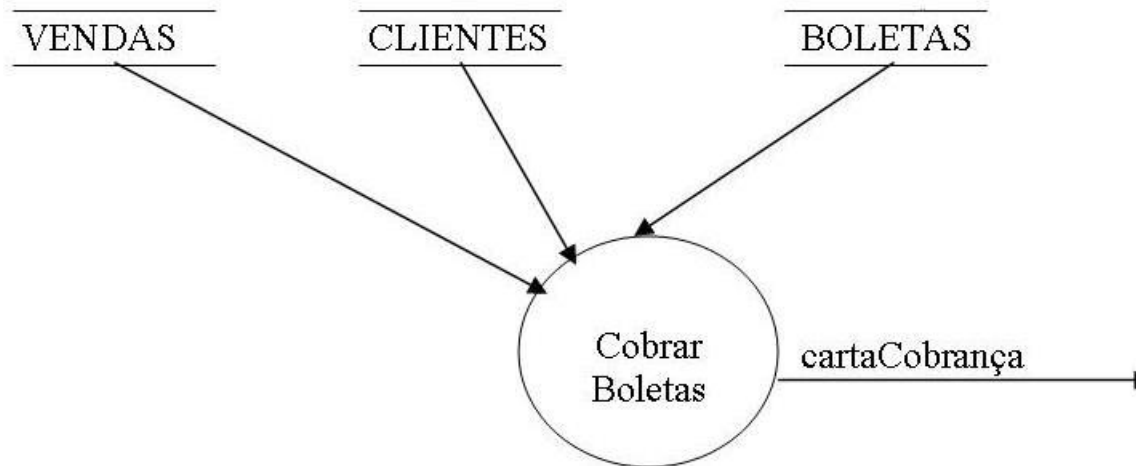 VENDAS
CLIENTES
BOLETAS
Cobrar
Boletas
cartaCobrança